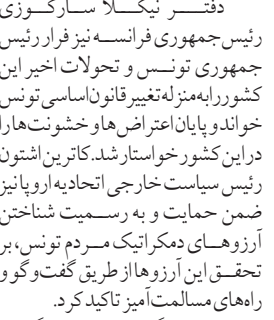 دفتر نیکلا سارکوزی
رئیس جمهوری فرانسه نیز فرار رئیس
جمهوری تونس و تحولات اخیر این
کشور را به منزله تغییر قانون اساسی تونس
خواند و پایان اعتراض ها و خشونت ها را
در این کشور خواستار شد. کاترین اشتون
رئیس سیاست خارجی اتحادیه اروپا نیز
ضمن حمایت و به رسمیت شناختن
آرزوهای دمکراتیک مردم تونس، بر
تحقق این آرزوها از طریق گفت وگو و
راه های مسالمت آمیز تاکید کرد.